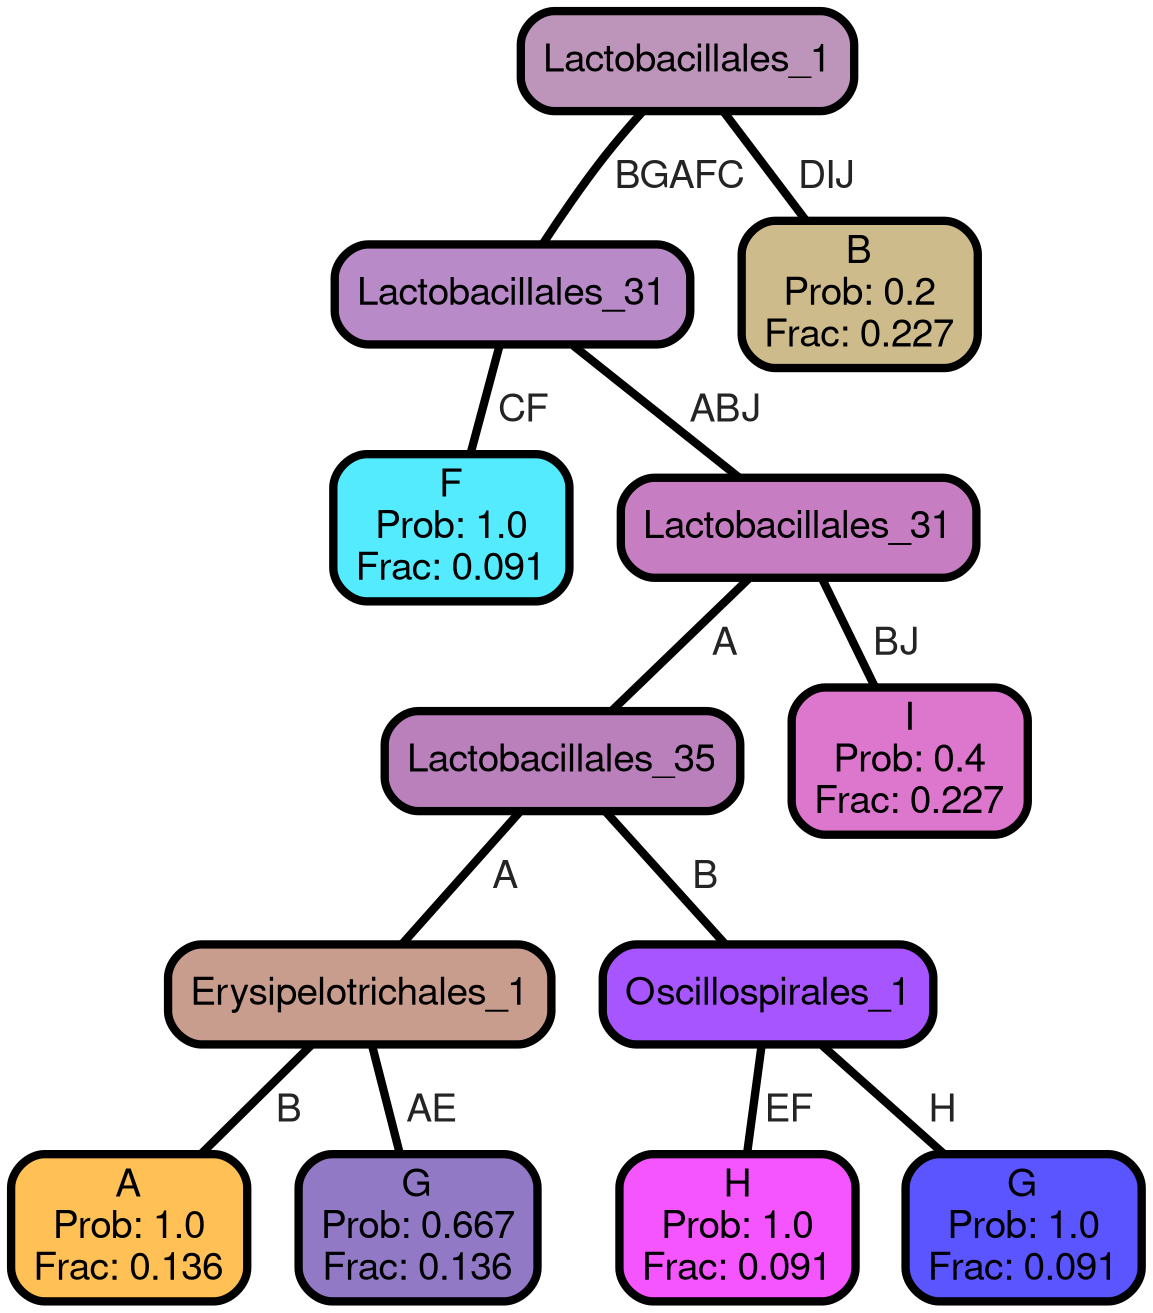 Lactobacillales_1
BGAFC
DIJ
Lactobacillales_31
B
Prob: 0.2
Frac: 0.227
CF
ABJ
F
Prob: 1.0
Frac: 0.091
Lactobacillales_31
A
BJ
Lactobacillales_35
I
Prob: 0.4
Frac: 0.227
A
B
Erysipelotrichales_1
Oscillospirales_1
B
AE
EF
H
A
Prob: 1.0
Frac: 0.136
G
Prob: 0.667
Frac: 0.136
H
Prob: 1.0
Frac: 0.091
G
Prob: 1.0
Frac: 0.091